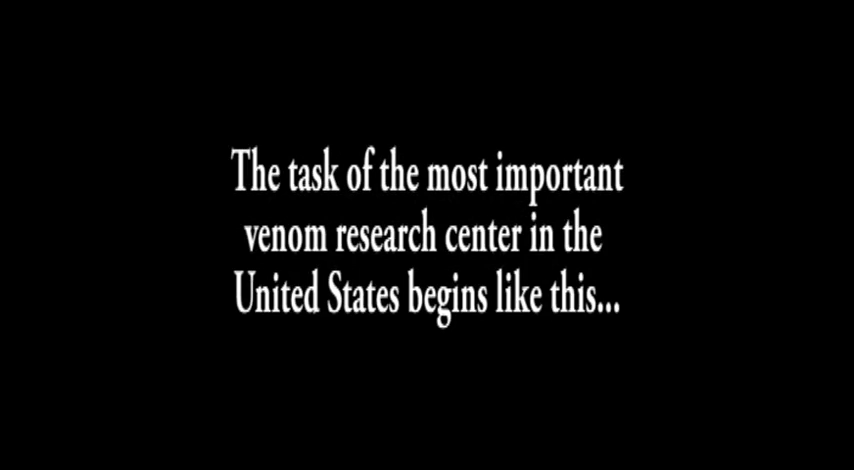 The task of the most important
venom research center in the
United States begins like this...